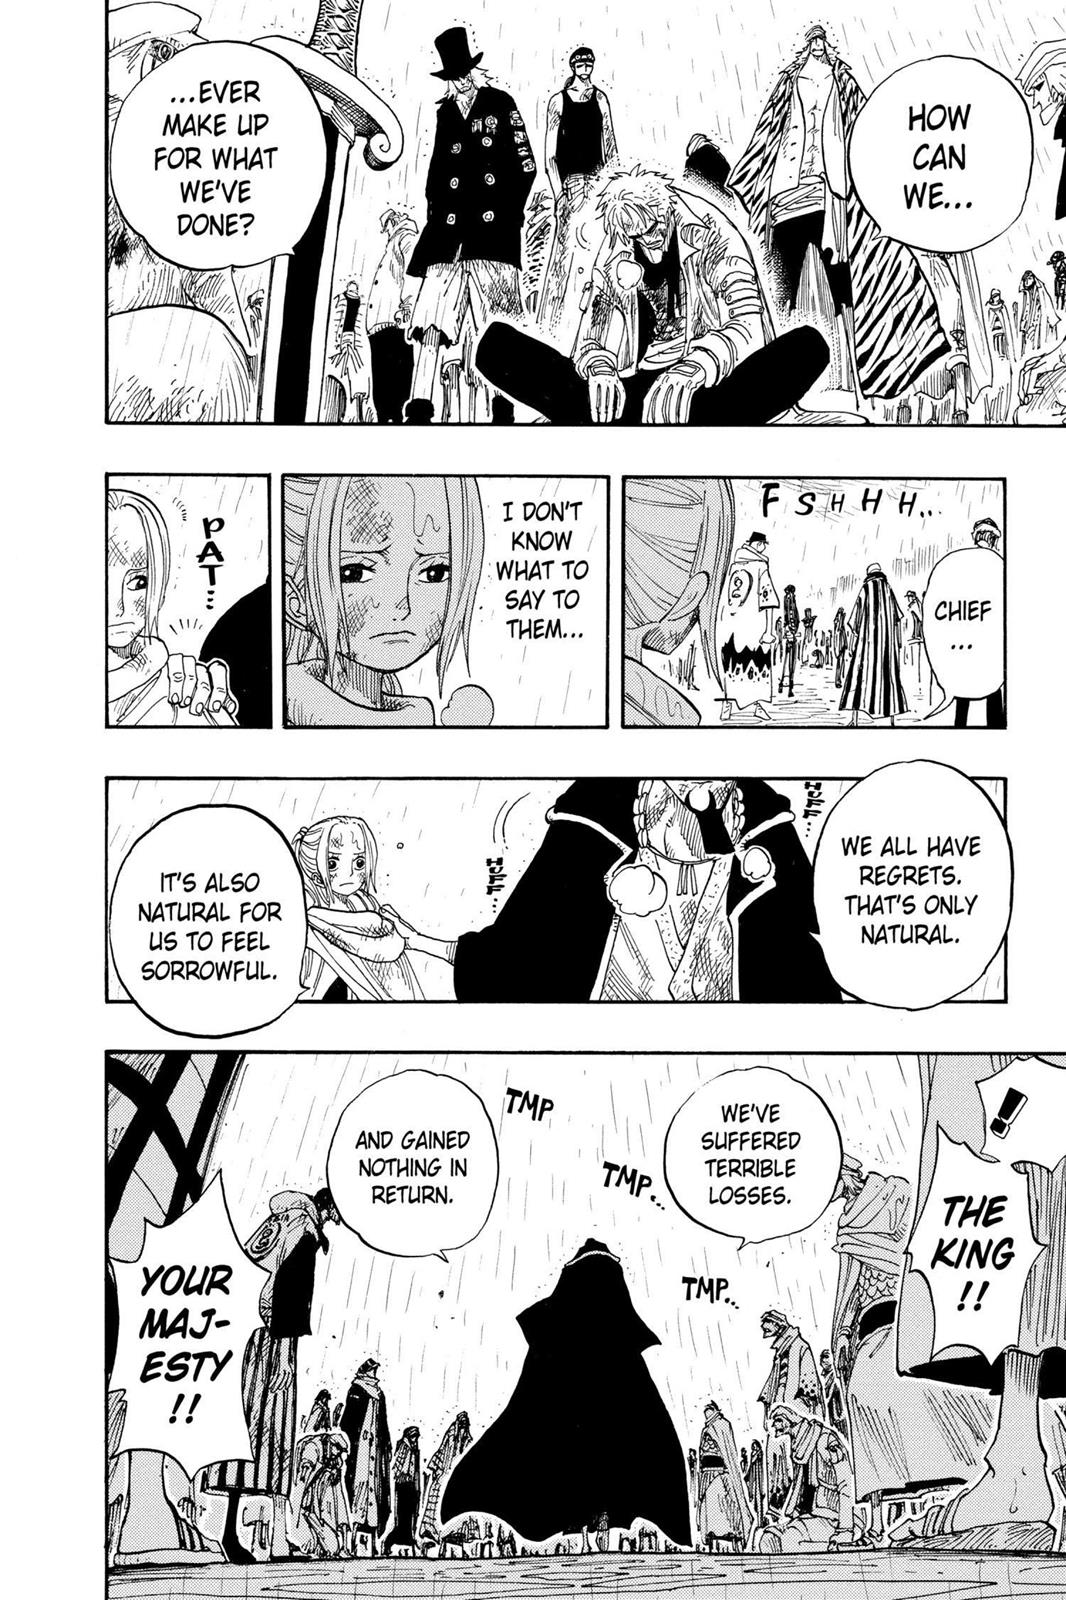 HOW
CAN
WE...
...EVER
MAKE UP
FOR WHAT
WE'VE
DONE?
FSHHH..
CHIEF
...
I DON'T
KNOW
WHAT TO
SAY TO
THEM...
PAT...
HUFF...
WE ALL HAVE
REGRETS.
THAT'S ONLY
NATURAL.
HUFF...
IT'S ALSO
NATURAL FOR
US TO FEEL
SORROWFUL.
!
THE
KING
!!
WE'VE
SUFFERED
TERRIBLE
LOSSES.
TMP
TMP...
TMP...
AND GAINED
NOTHING IN
RETURN.
YOUR
MAJ-
ESTY
!!